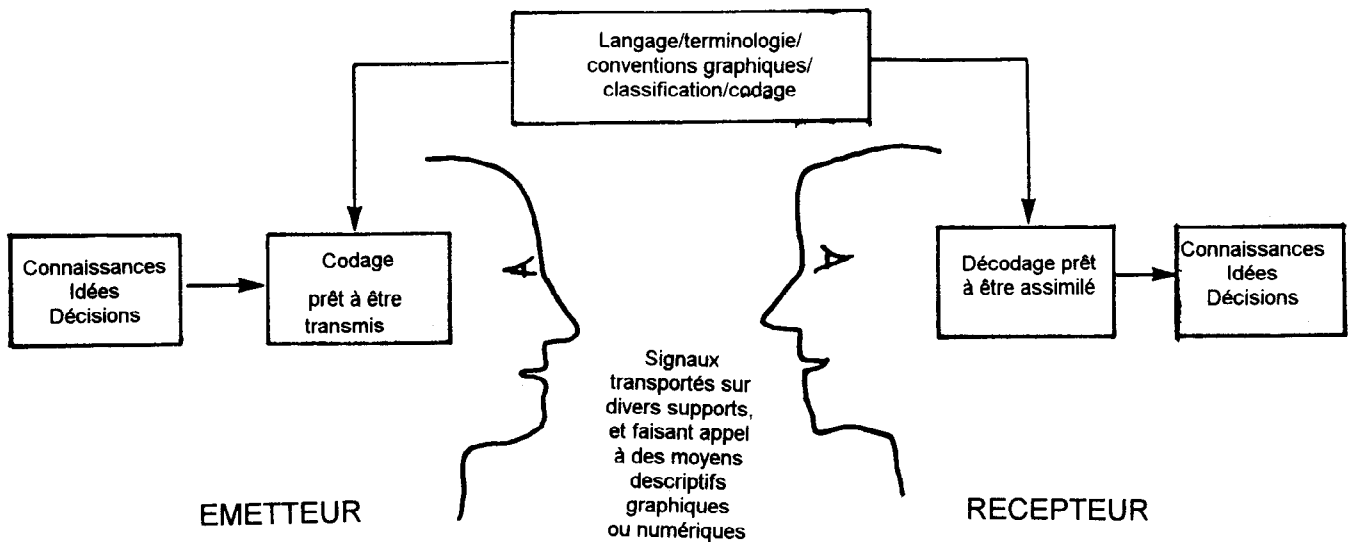 Langage/terminologie/
conventions graphiques/
classification/codage
Connaissances
Idées
Décisions
Codage
prêt à être
transmis
Décodage prêt
à être assimilé
Connaissances
Idées
Décisions
Signaux
transportés sur
divers supports,
et faisant appel
à des moyens
descriptifs
graphiques
ou numériques
EMETTEUR
RECEPTEUR